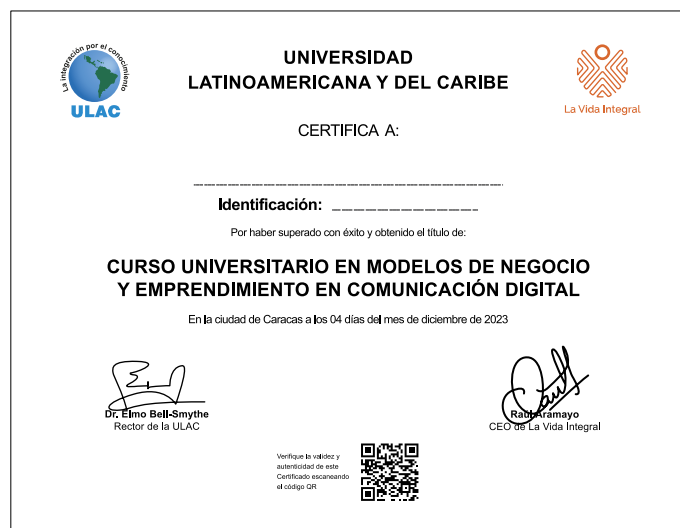 La integración por el conocimiento
ULAC
UNIVERSIDAD
LATINOAMERICANA Y DEL CARIBE
La Vida Integral
CERTIFICA A:
Identificación:
Por haber superado con éxito y obtenido el título de:
CURSO UNIVERSITARIO EN MODELOS DE NEGOCIO
Y EMPRENDIMIENTO EN COMUNICACIÓN DIGITAL
En la ciudad de Caracas a los 04 días del mes de diciembre de 2023
Dr. Elmo Bell-Smythe
Rector de la ULAC
Raúl Aramayo
CEO de La Vida Integral
Verifique la validez y
autenticidad de este
Certificado escaneando
el código QR